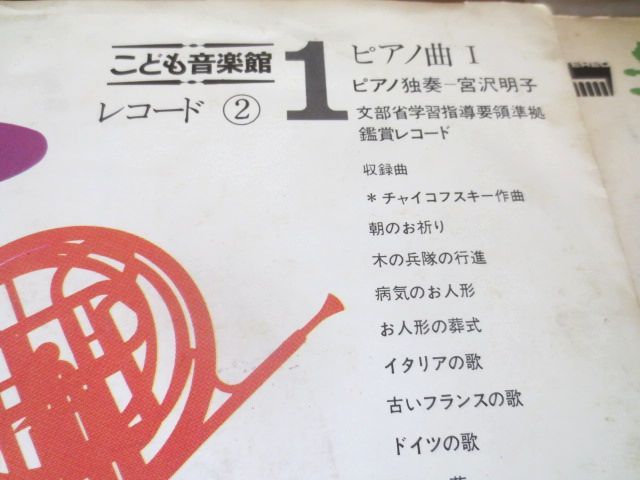 こども音楽館
レコード ②
1
ピアノ曲 I
ピアノ独奏—宮沢明子
文部省学習指導要領準拠
鑑賞レコード
収録曲
*チャイコフスキー作曲
朝のお祈り
木の兵隊の行進
病気のお人形
お人形の葬式
イタリアの歌
古いフランスの歌
ドイツの歌